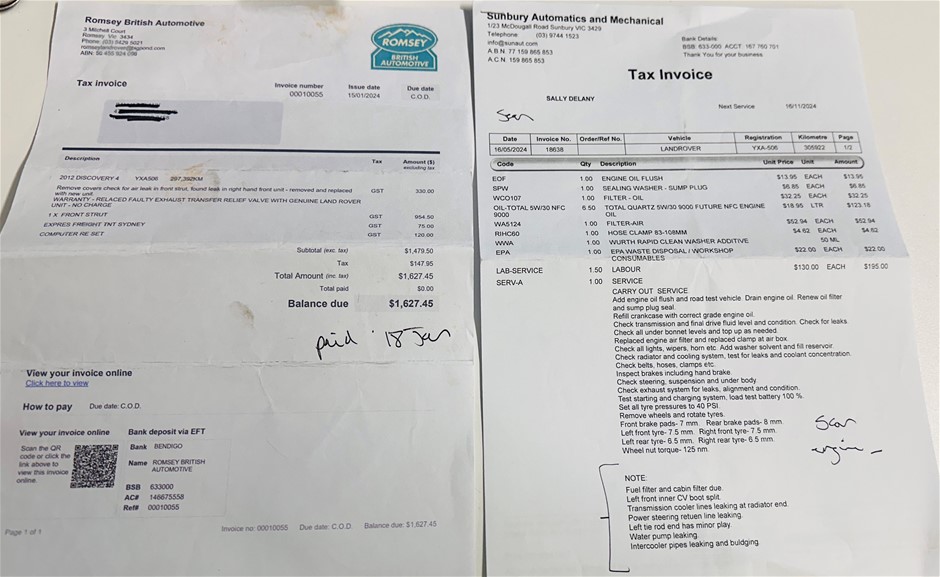 Romsey British Automotive
3 Mitchell Court
Romsey Vic 3434
Phone: (03) 5429 5021
ABN:
ROMSEY
BRITISH
AUTOMOTIVE
Tax invoice
Invoice number
00010055
Issue date
15/01/2024
Due date
C.O.D.
Description Tax Amount ($)
excluding tax
2012 DISCOVERY 4 YXA506 297,392KM
Remove covers check for air leak in front strut, found leak in right hand front unit - removed and replaced
with new unit. GST 330.00
WARRANTY - RELACED FAULTY EXHAUST TRANSFER RELIEF VALVE WITH GENUINE LAND ROVER
UNIT - NO CHARGE
1 X FRONT STRUT GST 954.50
EXPRES FREIGHT TNT SYDNEY GST 75.00
COMPUTER RE SET GST 120.00
Subtotal (exc. tax) $1,479.50
Tax $147.95
Total Amount (inc. tax) $1,627.45
Total paid $0.00
Balance due $1,627.45
paid 18 Jan
View your invoice online
Click here to view
How to pay Due date: C.O.D.
View your invoice online
Scan the QR
code or click the
link above to
view this invoice
online.
Bank deposit via EFT
Bank BENDIGO
Name ROMSEY BRITISH
AUTOMOTIVE
BSB 633000
AC# 146675558
Ref# 00010055
Page 1 of 1
Invoice no: 00010055 Due date: C.O.D Balance due: $1,627.45
Sunbury Automatics and Mechanical
1/23 McDougall Road Sunbury VIC 3429
Telephone (03) 9744 1523
info@sunaut.com
A.B.N. 77 159 865 853
A.C.N. 159 865 853
Bank Details:
BSB: 633-000 ACCT: 167 760 701
Thank You for your business
Tax Invoice
SALLY DELANY
Next Service 16/11/2024
Scan
Date Invoice No. Order/Ref No. Vehicle Registration Kilometre Page
16/05/2024 18638 LANDROVER YXA-506 305922 1/2
Code Qty Description Unit Price Unit Amount
EOF 1.00 ENGINE OIL FLUSH $13.95 EACH $13.95
SPW 1.00 SEALING WASHER - SUMP PLUG $6.85 EACH $6.85
WCO107 1.00 FILTER - OIL $32.25 EACH $32.25
OIL-TOTAL 5W/30 NFC 6.50 TOTAL QUARTZ 5W/30 9000 FUTURE NFC ENGINE $18.95 LTR $123.18
9000 OIL
WA5124 1.00 FILTER-AIR $52.94 EACH $52.94
RIHC60 1.00 HOSE CLAMP 83-108MM $4.62 EACH $4.62
WWA 1.00 WURTH RAPID CLEAN WASHER ADDITIVE 50 ML
EPA 1.00 EPA WASTE DISPOSAL / WORKSHOP $22.00 EACH $22.00
CONSUMABLES
LAB-SERVICE 1.50 LABOUR $130.00 EACH $195.00
SERV-A 1.00 SERVICE
CARRY OUT SERVICE
Add engine oil flush and road test vehicle. Drain engine oil. Renew oil filter
and sump plug seal.
Refill crankcase with correct grade engine oil.
Check transmission and final drive fluid level and condition. Check for leaks
Check all under bonnet levels and top up as needed.
Replaced engine air filter and replaced clamp at air box.
Check all lights, wipers, horn etc. Add washer solvent and fill reservoir.
Check radiator and cooling system, test for leaks and coolant concentration.
Check belts, hoses, clamps etc.
Inspect brakes including hand brake.
Check steering, suspension and under body.
Check exhaust system for leaks, alignment and condition.
Test starting and charging system, load test battery 100 %.
Set all tyre pressures to 40 PSI.
Remove wheels and rotate tyres.
Front brake pads- 7 mm. Rear brake pads- 8 mm.
Left front tyre- 7.5 mm. Right front tyre- 7.5 mm.
Left rear tyre- 6.5 mm. Right rear tyre- 6.5 mm.
Wheel nut torque- 125 nm.
Scan
engin
NOTE:
Fuel filter and cabin filter due.
Left front inner CV boot split.
Transmission cooler lines leaking at radiator end.
Power steering retuen line leaking.
Left tie rod end has minor play.
Water pump leaking.
Intercooler pipes leaking and buldging.